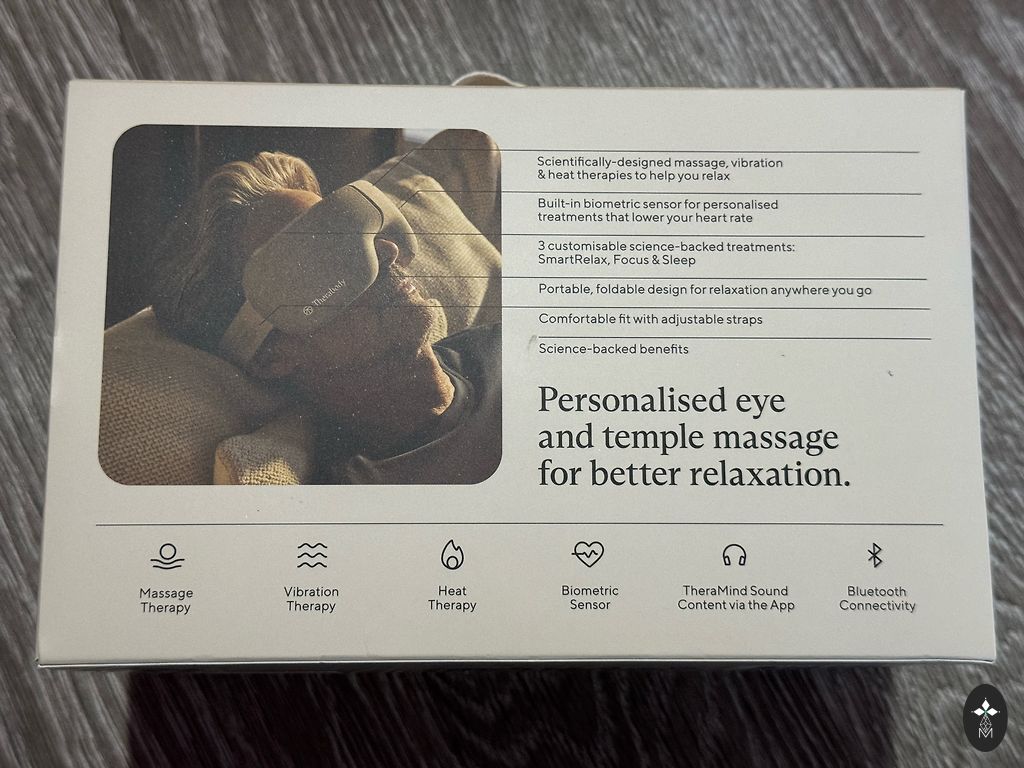 Scientifically-designed massage, vibration
& heat therapies to help you relax
Built-in biometric sensor for personalised
treatments that lower your heart rate
3 customisable science-backed treatments:
SmartRelax, Focus & Sleep
Portable, foldable design for relaxation anywhere you go
Comfortable fit with adjustable straps
Science-backed benefits
Therabody
Personalised eye
and temple massage
for better relaxation.
Massage
Therapy
Vibration
Therapy
Heat
Therapy
Biometric
Sensor
TheraMind Sound
Content via the App
Bluetooth
Connectivity
M